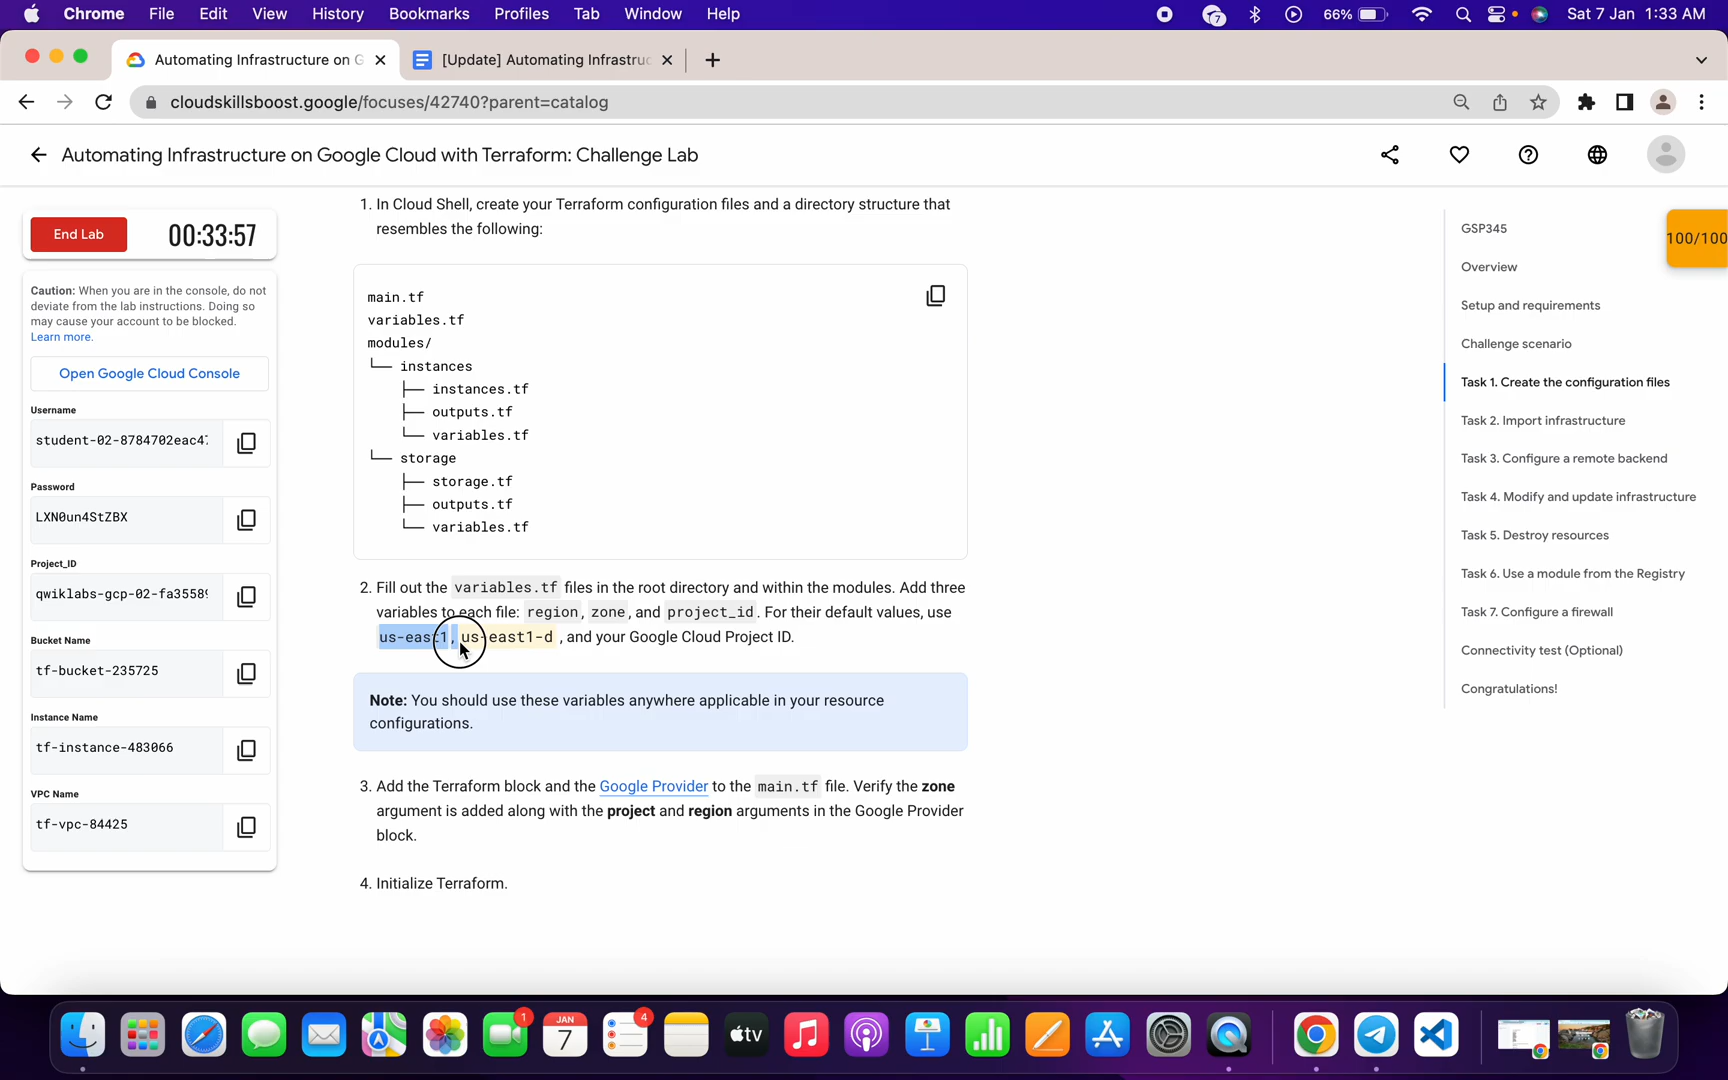 Chrome File Edit View History Bookmarks Profiles Tab Window Help
7 66% Sat 7 Jan 1:33 AM
Automating Infrastructure on G
[Update] Automating Infrastruc
cloudskillsboost.google/focuses/42740?parent=catalog
Automating Infrastructure on Google Cloud with Terraform: Challenge Lab
End Lab
00:33:57
Caution: When you are in the console, do not
deviate from the lab instructions. Doing so
may cause your account to be blocked.
Learn more.
Open Google Cloud Console
Username
student-02-8784702eac47
Password
LXN0un4StZBX
Project_ID
qwiklabs-gcp-02-fa35589
Bucket Name
tf-bucket-235725
Instance Name
tf-instance-483066
VPC Name
tf-vpc-84425
1. In Cloud Shell, create your Terraform configuration files and a directory structure that
resembles the following:
main.tf
variables.tf
modules/
└── instances
├── instances.tf
├── outputs.tf
└── variables.tf
└── storage
├── storage.tf
├── outputs.tf
└── variables.tf
2. Fill out the variables.tf files in the root directory and within the modules. Add three
variables to each file: region, zone, and project_id. For their default values, use
us-east1, us-east1-d , and your Google Cloud Project ID.
Note: You should use these variables anywhere applicable in your resource
configurations.
3. Add the Terraform block and the Google Provider to the main.tf file. Verify the zone
argument is added along with the project and region arguments in the Google Provider
block.
4. Initialize Terraform.
GSP345
Overview
Setup and requirements
Challenge scenario
Task 1. Create the configuration files
Task 2. Import infrastructure
Task 3. Configure a remote backend
Task 4. Modify and update infrastructure
Task 5. Destroy resources
Task 6. Use a module from the Registry
Task 7. Configure a firewall
Connectivity test (Optional)
Congratulations!
100/100
1
JAN
7
4
tv